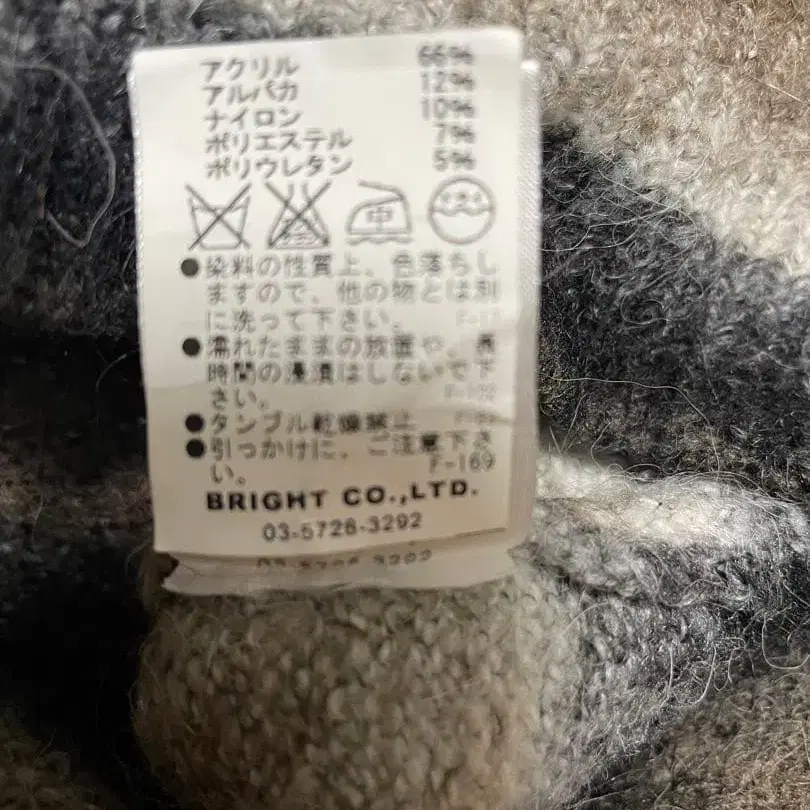 アクリル 66%
アルパカ 12%
ナイロン 10%
ポリエステル 7%
ポリウレタン 5%
中
●染料の性質上、色落ちし
ますので、他の物とは別
に洗って下さい。
●濡れたままの放置や、長
時間の浸漬はしないで下
さい。 F-102
●タンブル乾燥禁止
●引っかけに、ご注意下さ
い。 F-169
BRIGHT CO.,LTD.
03-5728-3292
03-5728-3292